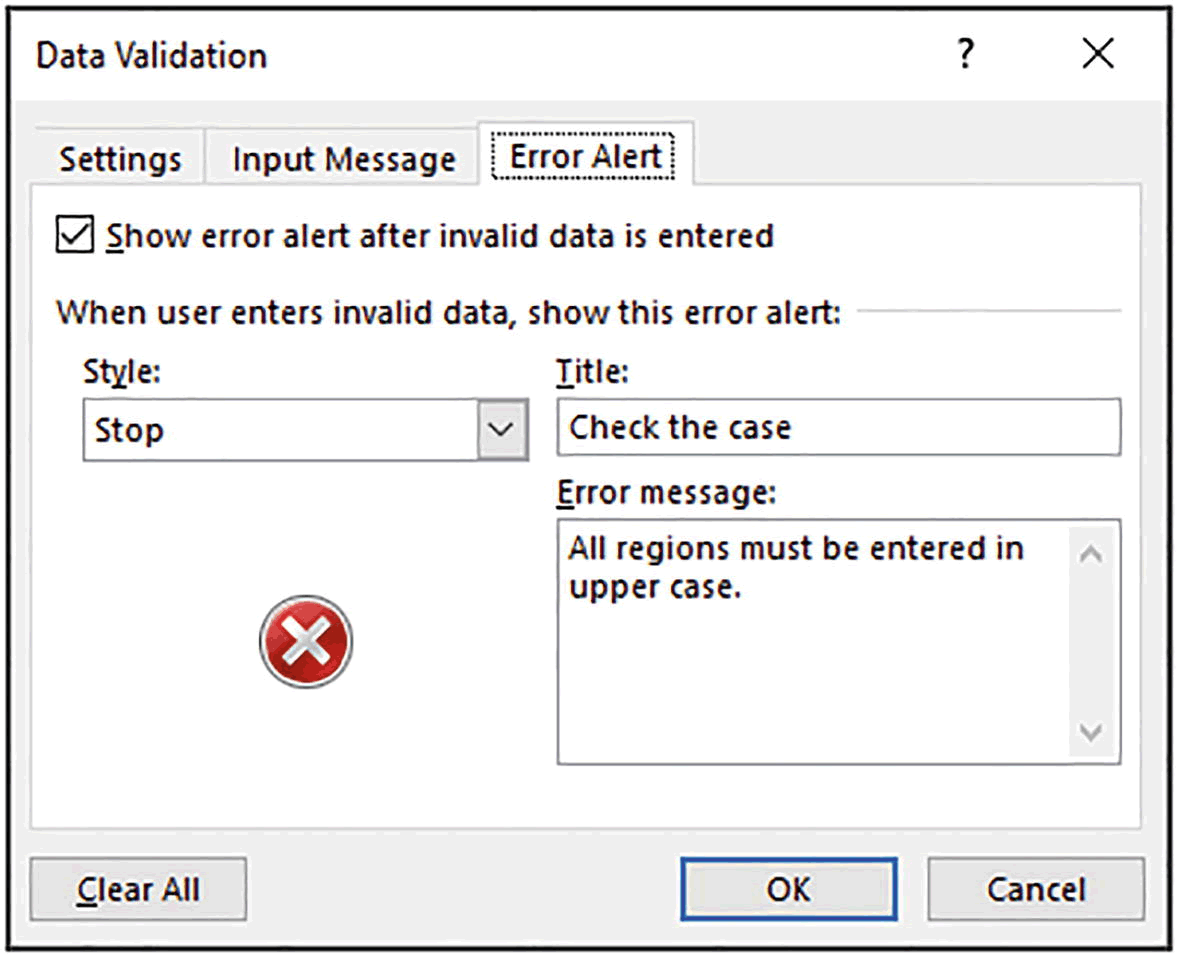 Data Validation ?
Settings Input Message Error Alert
Show error alert after invalid data is entered
When user enters invalid data, show this error alert:
Style: Title:
Stop Check the case
Error message:
All regions must be entered in
upper case.
Clear All OK Cancel